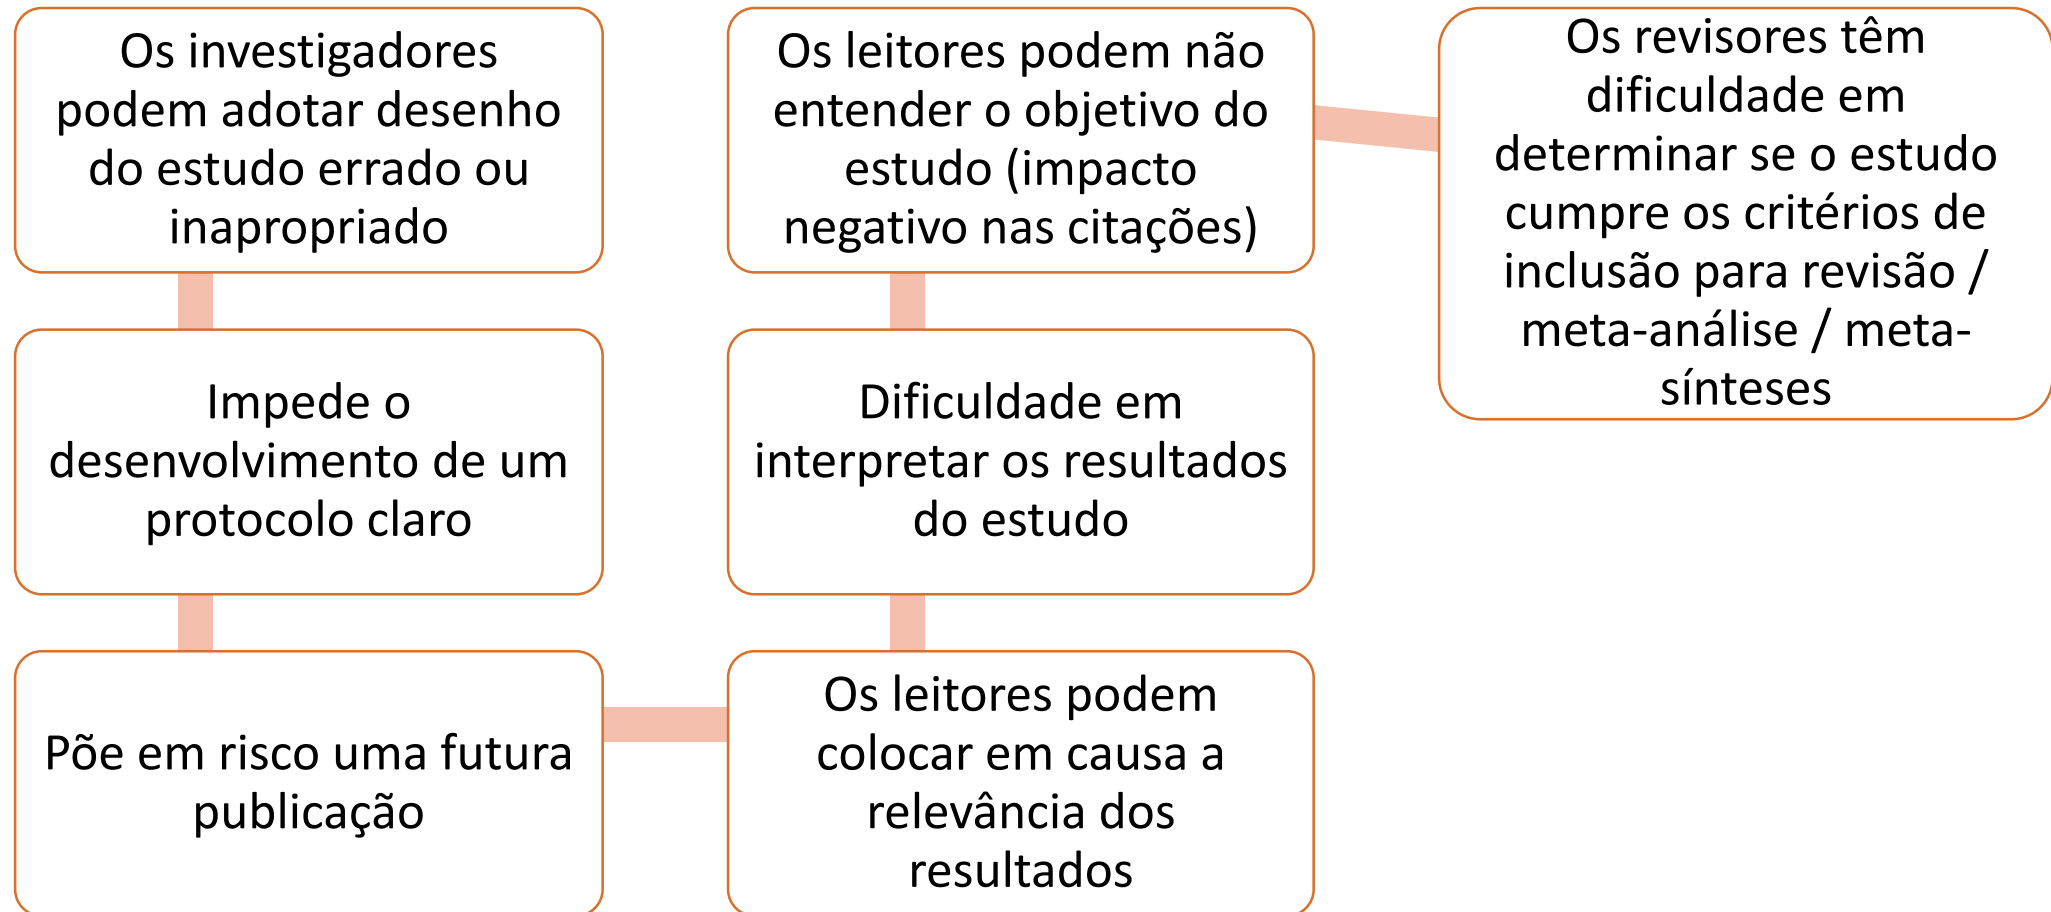 Os investigadores
podem adotar desenho
do estudo errado ou
inapropriado
Impede o
desenvolvimento de um
protocolo claro
Põe em risco uma futura
publicação
Os leitores podem
colocar em causa a
relevância dos
resultados
Dificuldade em
interpretar os resultados
do estudo
Os leitores podem não
entender o objetivo do
estudo (impacto
negativo nas citações)
Os revisores têm
dificuldade em
determinar se o estudo
cumpre os critérios de
inclusão para revisão /
meta-análise / meta-
sínteses